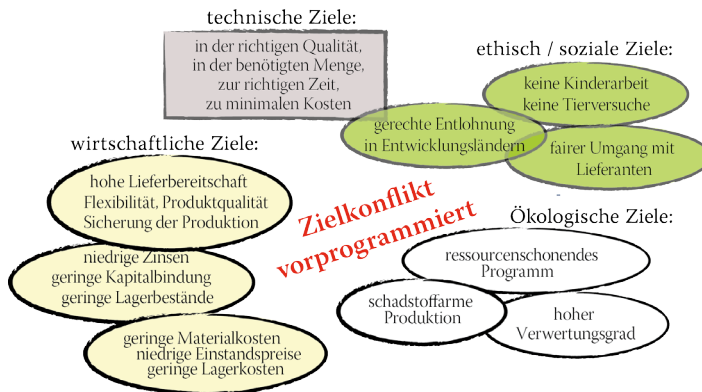 technische Ziele:
in der richtigen Qualität,
in der benötigten Menge,
zur richtigen Zeit,
zu minimalen Kosten
ethisch / soziale Ziele:
keine Kinderarbeit
keine Tierversuche
gerechte Entlohnung
in Entwicklungsländern
fairer Umgang mit
Lieferanten
wirtschaftliche Ziele:
hohe Lieferbereitschaft
Flexibilität, Produktqualität
Sicherung der Produktion
niedrige Zinsen
geringe Kapitalbindung
geringe Lagerbestände
geringe Materialkosten
niedrige Einstandspreise
geringe Lagerkosten
Zielkonflikt
vorprogrammiert
Ökologische Ziele:
ressourcenschonendes
Programm
schadstoffarme
Produktion
hoher
Verwertungsgrad